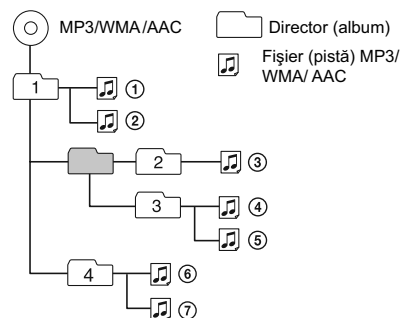 MP3/WMA/AAC
Director (album)
Fişier (pistă) MP3/
WMA/ AAC
1
①
②
2
③
3
④
⑤
4
⑥
⑦